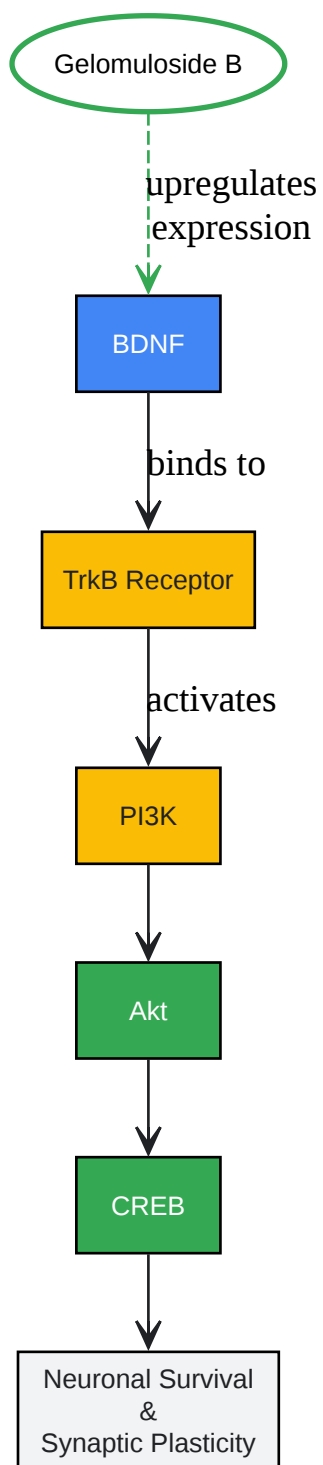 Gelomuloside B
upregulates
expression
BDNF
binds to
TrkB Receptor
activates
PI3K
Akt
CREB
Neuronal Survival
&
Synaptic Plasticity